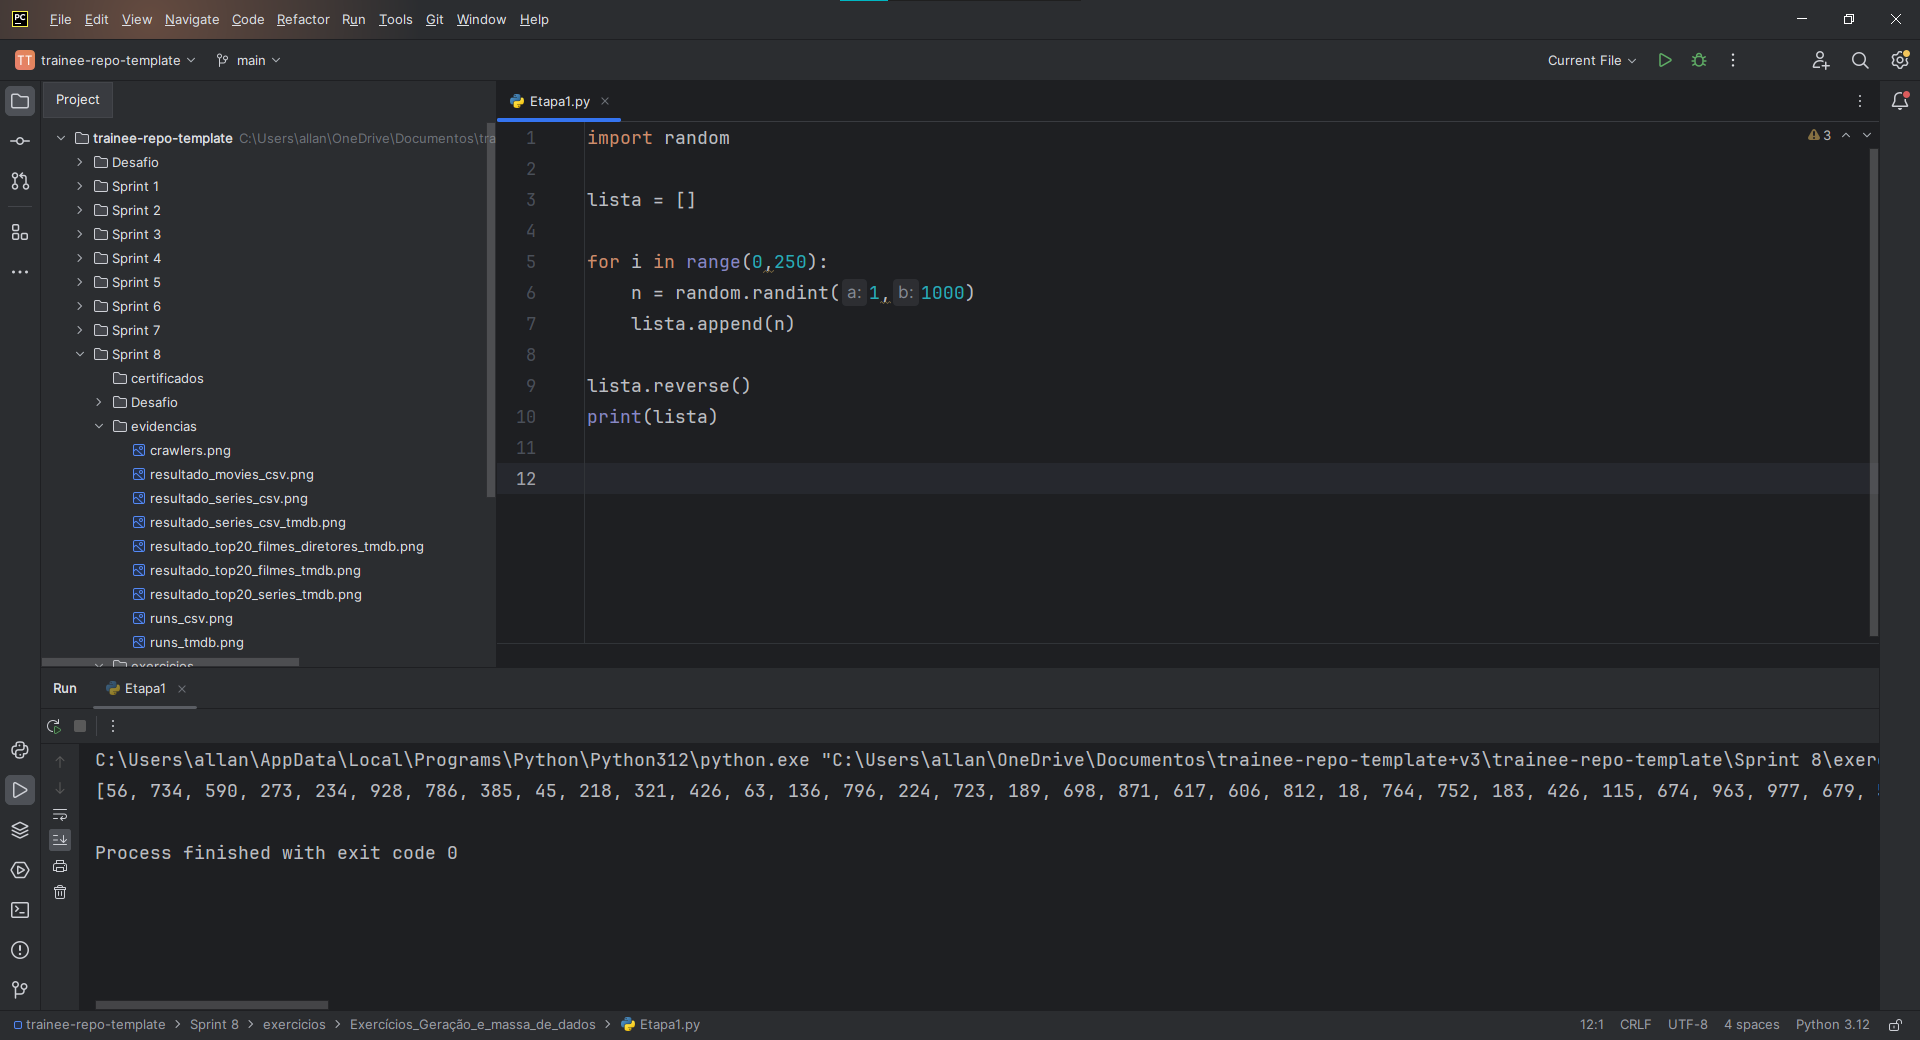 PC File Edit View Navigate Code Refactor Run Tools Git Window Help
TT trainee-repo-template main Current File
Project
trainee-repo-template C:\Users\allan\OneDrive\Documentos\tra
Desafio
Sprint 1
Sprint 2
Sprint 3
Sprint 4
Sprint 5
Sprint 6
Sprint 7
Sprint 8
certificados
Desafio
evidencias
crawlers.png
resultado_movies_csv.png
resultado_series_csv.png
resultado_series_csv_tmdb.png
resultado_top20_filmes_diretores_tmdb.png
resultado_top20_filmes_tmdb.png
resultado_top20_series_tmdb.png
runs_csv.png
runs_tmdb.png
exercicios
Etapa1.py
3
1 import random
2
3 lista = []
4
5 for i in range(0,250):
6 n = random.randint( a: 1, b: 1000)
7 lista.append(n)
8
9 lista.reverse()
10 print(lista)
11
12
Run Etapa1
C:\Users\allan\AppData\Local\Programs\Python\Python312\python.exe "C:\Users\allan\OneDrive\Documentos\trainee-repo-template+v3\trainee-repo-template\Sprint 8\exer
[56, 734, 590, 273, 234, 928, 786, 385, 45, 218, 321, 426, 63, 136, 796, 224, 723, 189, 698, 871, 617, 606, 812, 18, 764, 752, 183, 426, 115, 674, 963, 977, 679,
Process finished with exit code 0
trainee-repo-template > Sprint 8 > exercicios > Exercícios_Geração_e_massa_de_dados > Etapa1.py 12:1 CRLF UTF-8 4 spaces Python 3.12